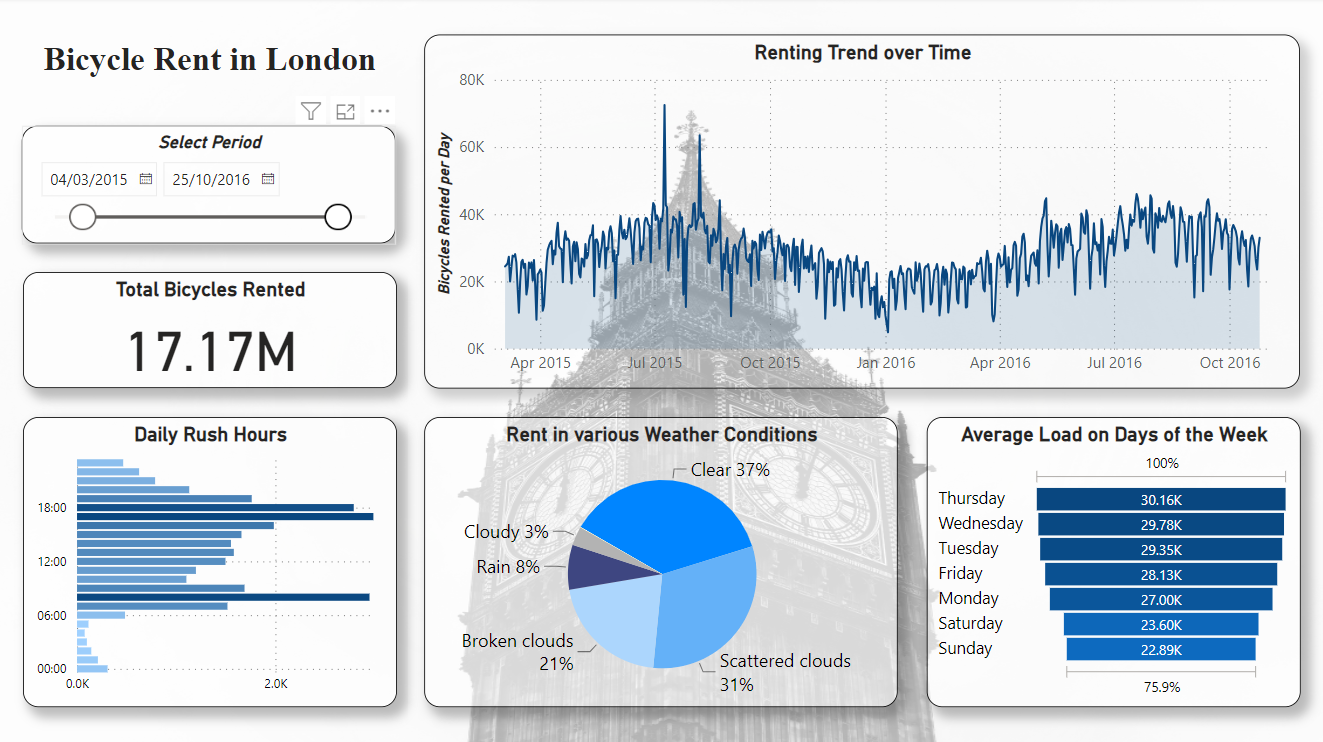 Bicycle Rent in London
Select Period
04/03/2015
25/10/2016
Total Bicycles Rented
17.17M
Renting Trend over Time
Bicycles Rented per Day
80K
60K
40K
20K
0K
Apr 2015 Jul 2015 Oct 2015 Jan 2016 Apr 2016 Jul 2016 Oct 2016
Daily Rush Hours
18:00
12:00
06:00
00:00
0.0K 2.0K
Rent in various Weather Conditions
Clear 37%
Cloudy 3%
Rain 8%
Broken clouds
21%
Scattered clouds
31%
Average Load on Days of the Week
100%
Thursday 30.16K
Wednesday 29.78K
Tuesday 29.35K
Friday 28.13K
Monday 27.00K
Saturday 23.60K
Sunday 22.89K
75.9%